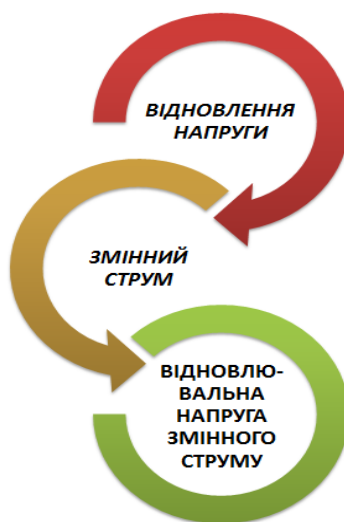 ВІДНОВЛЕННЯ
НАПРУГИ
ЗМІННИЙ
СТРУМ
ВІДНОВЛЮ-
ВАЛЬНА
НАПРУГА
ЗМІННОГО
СТРУМУ